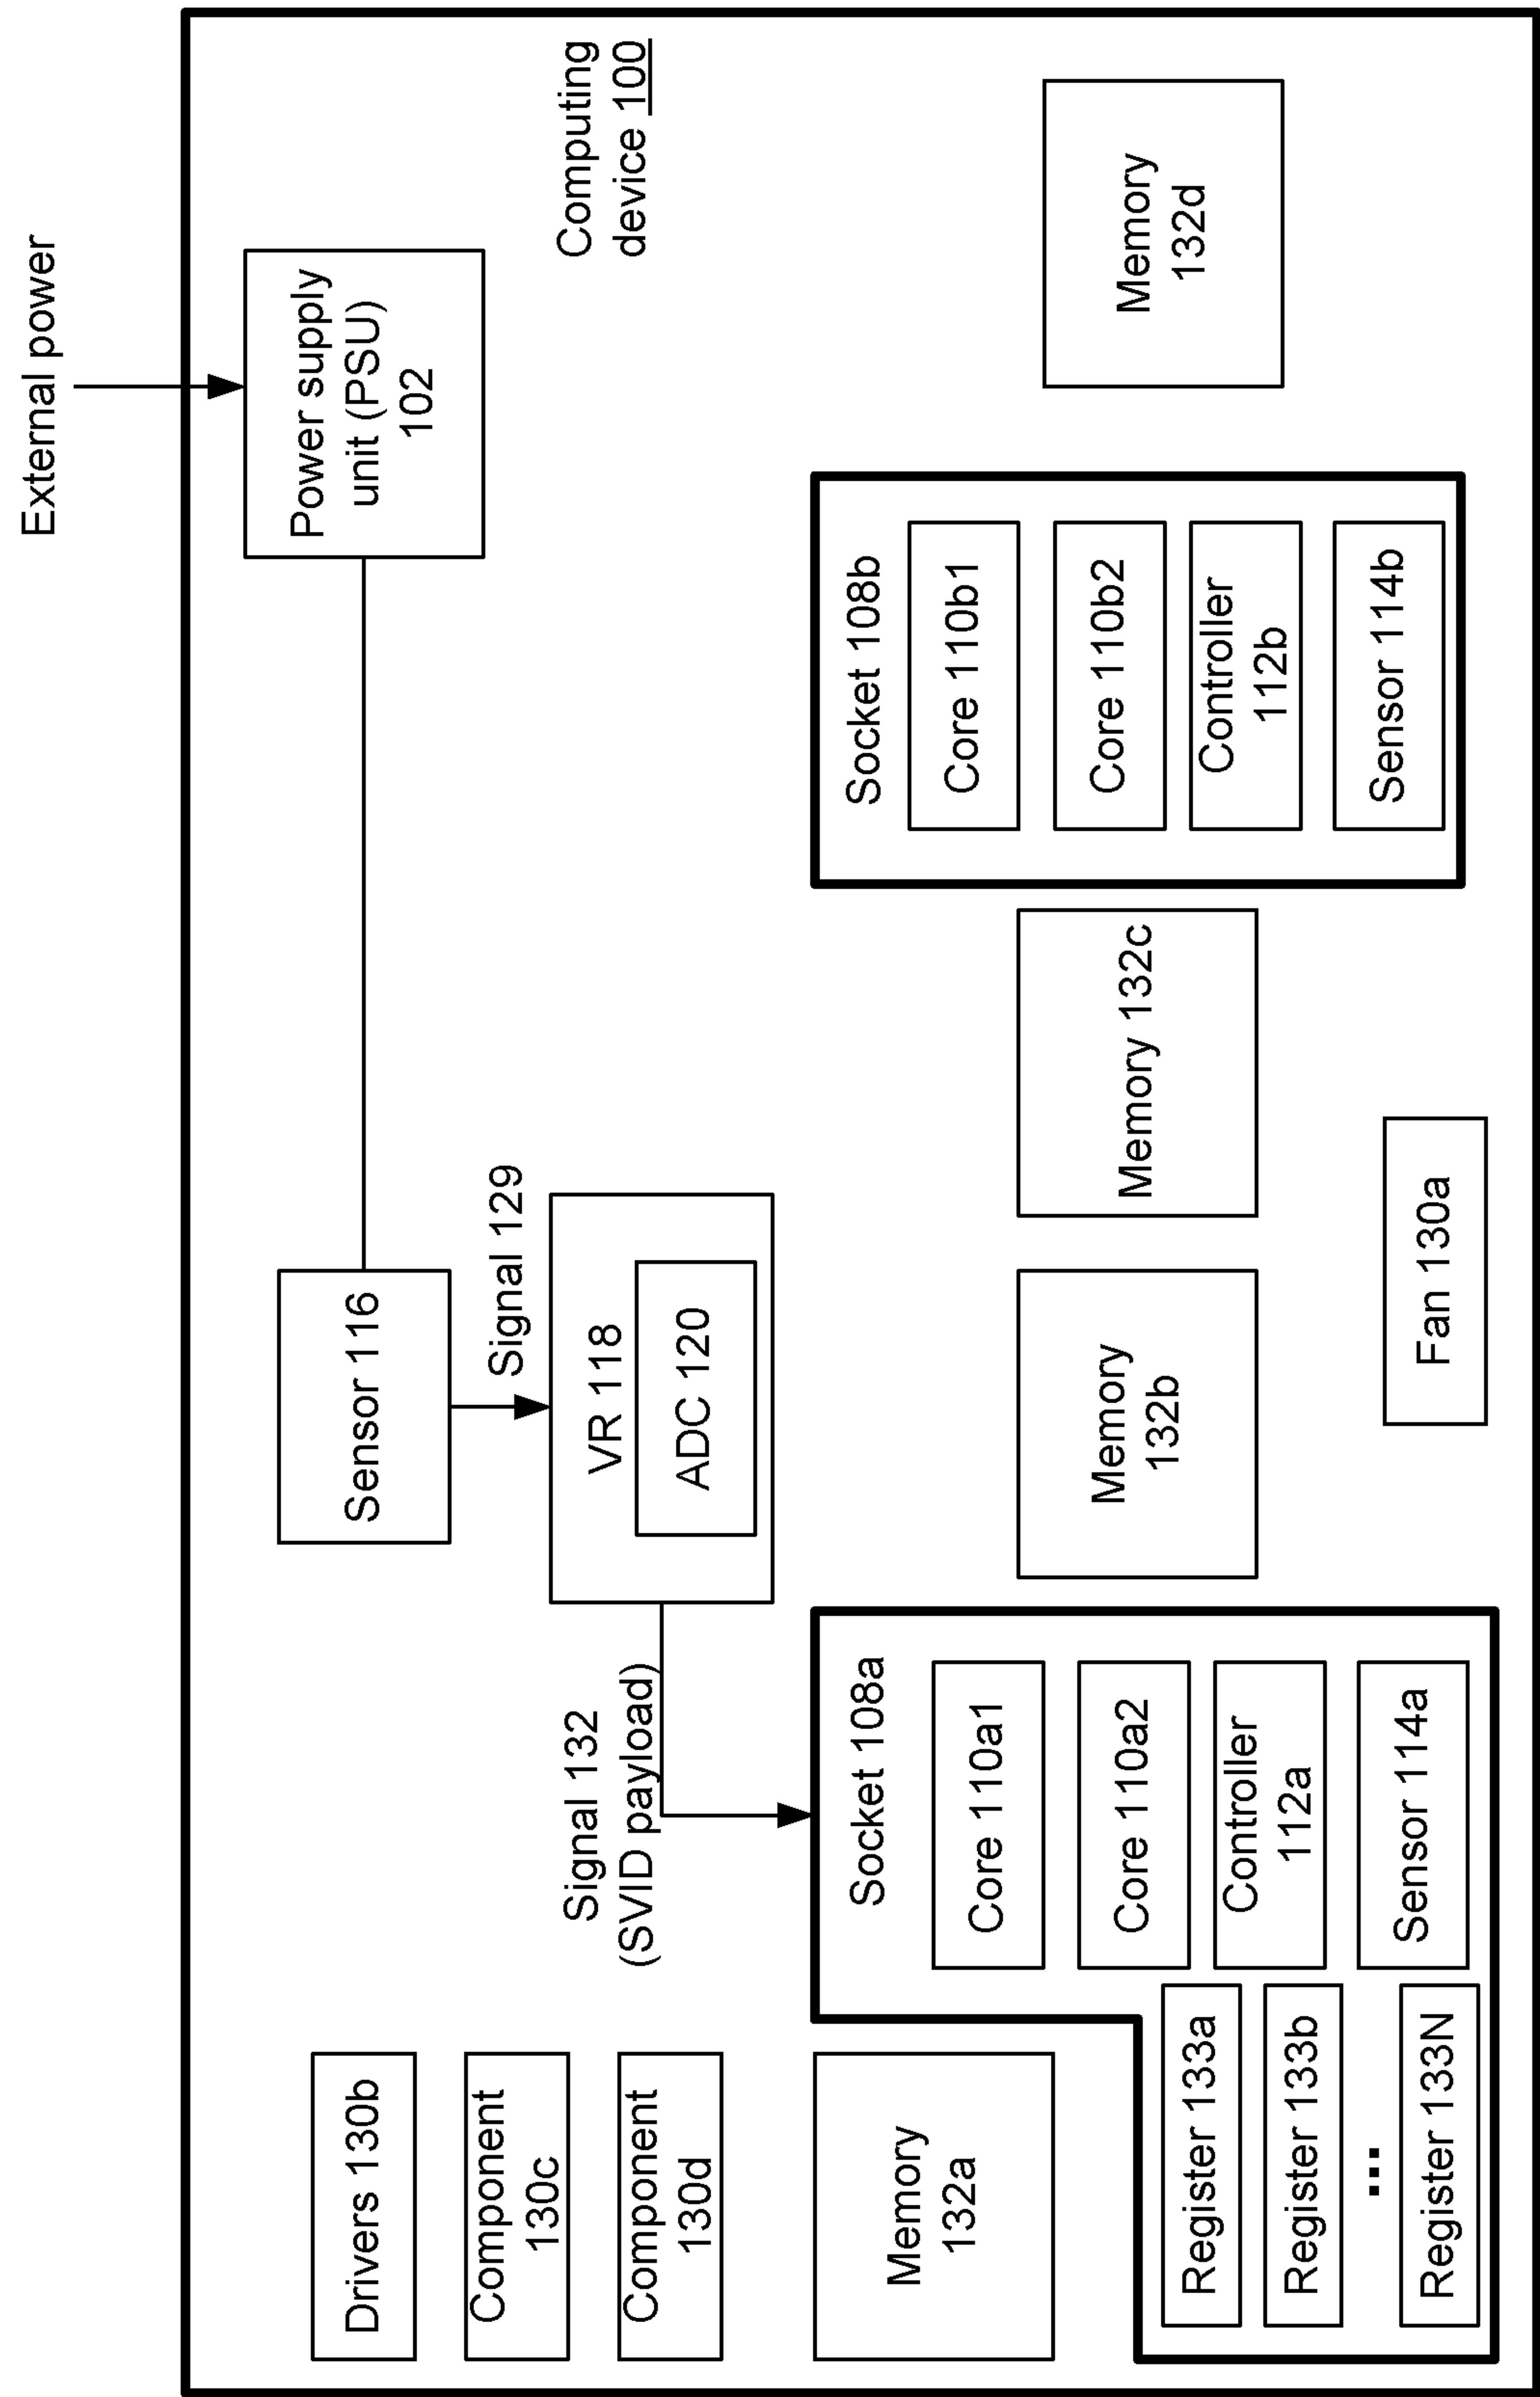 External power
Power supply
unit (PSU)
102
Computing
device 100
Sensor 116
Signal 129
VR 118
ADC 120
Signal 132
(SVID payload)
Drivers 130b
Component
130c
Component
130d
Memory
132a
Socket 108a
Core 110a1
Core 110a2
Controller
112a
Sensor 114a
Register 133a
Register 133b
...
Register 133N
Memory
132b
Memory 132c
Fan 130a
Socket 108b
Core 110b1
Core 110b2
Controller
112b
Sensor 114b
Memory
132d